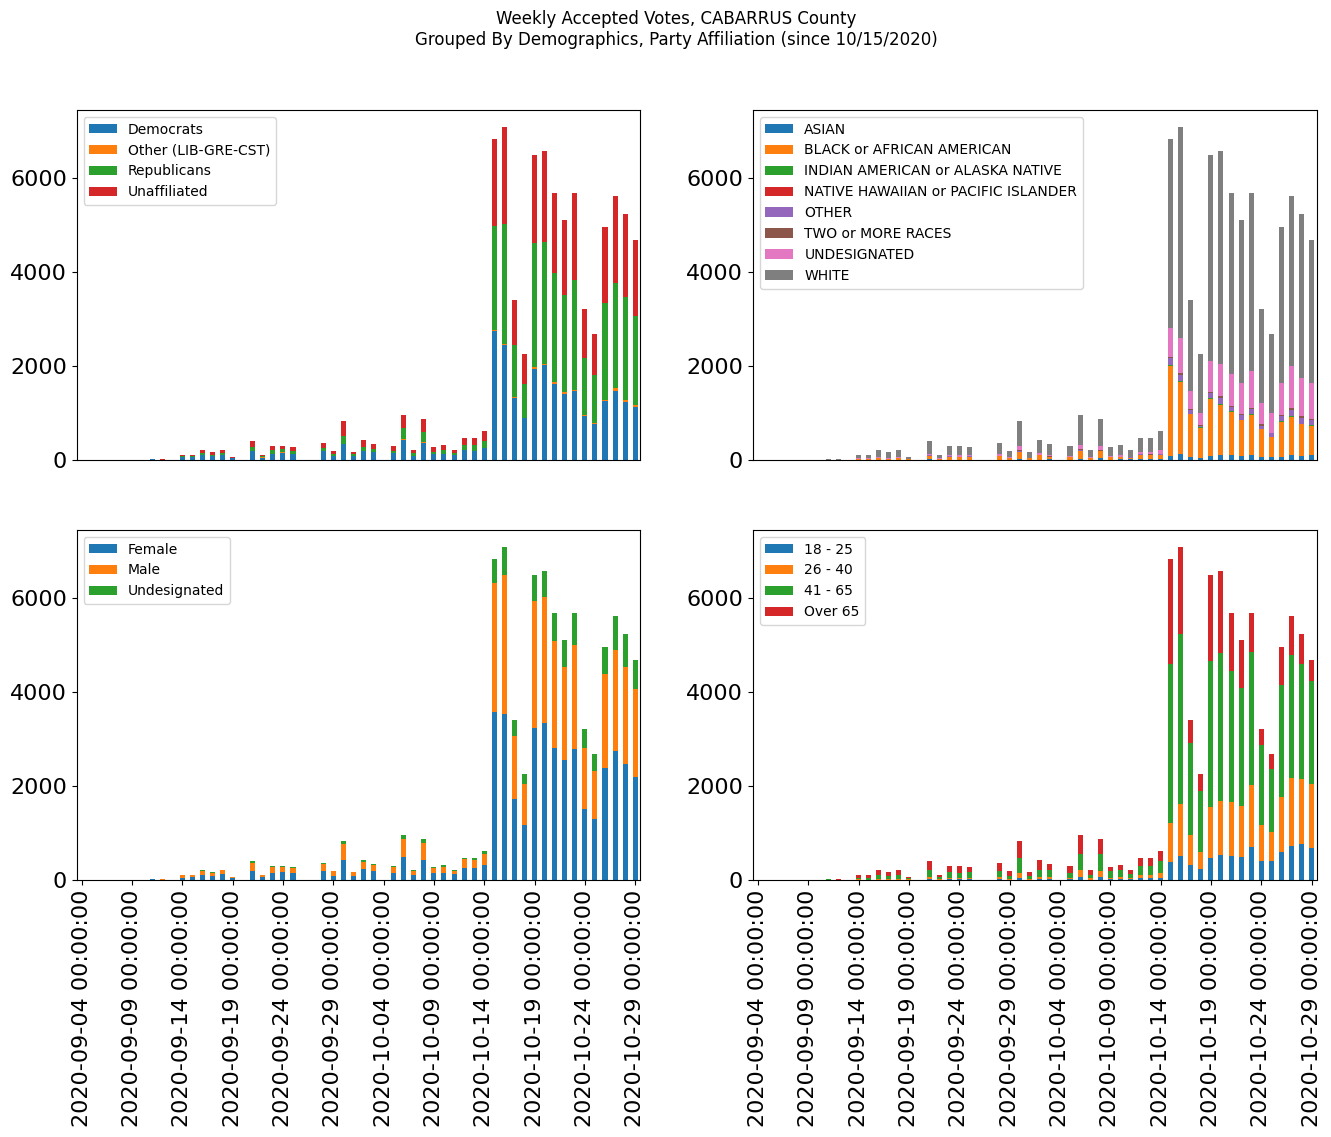 Weekly Accepted Votes, CABARRUS County
Grouped By Demographics, Party Affiliation (since 10/15/2020)
Democrats
Other (LIB-GRE-CST)
Republicans
Unaffiliated
6000
4000
2000
0
ASIAN
BLACK or AFRICAN AMERICAN
INDIAN AMERICAN or ALASKA NATIVE
NATIVE HAWAIIAN or PACIFIC ISLANDER
OTHER
TWO or MORE RACES
UNDESIGNATED
WHITE
6000
4000
2000
0
Female
Male
Undesignated
6000
4000
2000
0
2020-09-04 00:00:00
2020-09-09 00:00:00
2020-09-14 00:00:00
2020-09-19 00:00:00
2020-09-24 00:00:00
2020-09-29 00:00:00
2020-10-04 00:00:00
2020-10-09 00:00:00
2020-10-14 00:00:00
2020-10-19 00:00:00
2020-10-24 00:00:00
2020-10-29 00:00:00
18 - 25
26 - 40
41 - 65
Over 65
6000
4000
2000
0
2020-09-04 00:00:00
2020-09-09 00:00:00
2020-09-14 00:00:00
2020-09-19 00:00:00
2020-09-24 00:00:00
2020-09-29 00:00:00
2020-10-04 00:00:00
2020-10-09 00:00:00
2020-10-14 00:00:00
2020-10-19 00:00:00
2020-10-24 00:00:00
2020-10-29 00:00:00